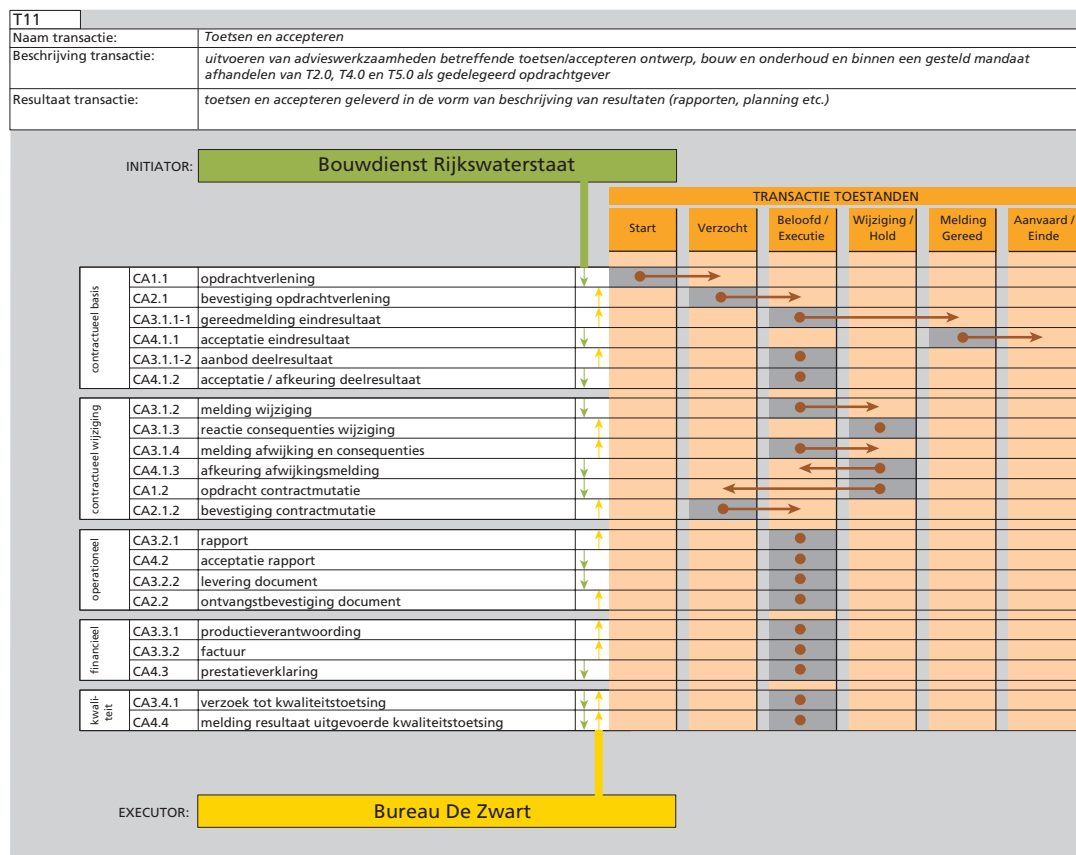 T11
Naam transactie: Toetsen en accepteren
Beschrijving transactie: uitvoeren van advieswerkzaamheden betreffende toetsen/accepteren ontwerp, bouw en onderhoud en binnen een gesteld mandaat
afhandelen van T2.0, T4.0 en T5.0 als gedelegeerd opdrachtgever
Resultaat transactie: toetsen en accepteren geleverd in de vorm van beschrijving van resultaten (rapporten, planning etc.)
INITIATOR: Bouwdienst Rijkswaterstaat
TRANSACTIE TOESTANDEN
Start Verzocht Beloofd / Executie Wijziging / Hold Melding Gereed Aanvaard / Einde
contractueel basis
CA1.1 opdrachtverlening
CA2.1 bevestiging opdrachtverlening
CA3.1.1-1 gereedmelding eindresultaat
CA4.1.1 acceptatie eindresultaat
CA3.1.1-2 aanbod deelresultaat
CA4.1.2 acceptatie / afkeuring deelresultaat
contractueel wijziging
CA3.1.2 melding wijziging
CA3.1.3 reactie consequenties wijziging
CA3.1.4 melding afwijking en consequenties
CA4.1.3 afkeuring afwijkingsmelding
CA1.2 opdracht contractmutatie
CA2.1.2 bevestiging contractmutatie
operationeel
CA3.2.1 rapport
CA4.2 acceptatie rapport
CA3.2.2 levering document
CA2.2 ontvangstbevestiging document
financieel
CA3.3.1 productieverantwoording
CA3.3.2 factuur
CA4.3 prestatieverklaring
kwali-
teit
CA3.4.1 verzoek tot kwaliteitstoetsing
CA4.4 melding resultaat uitgevoerde kwaliteitstoetsing
EXECUTOR: Bureau De Zwart